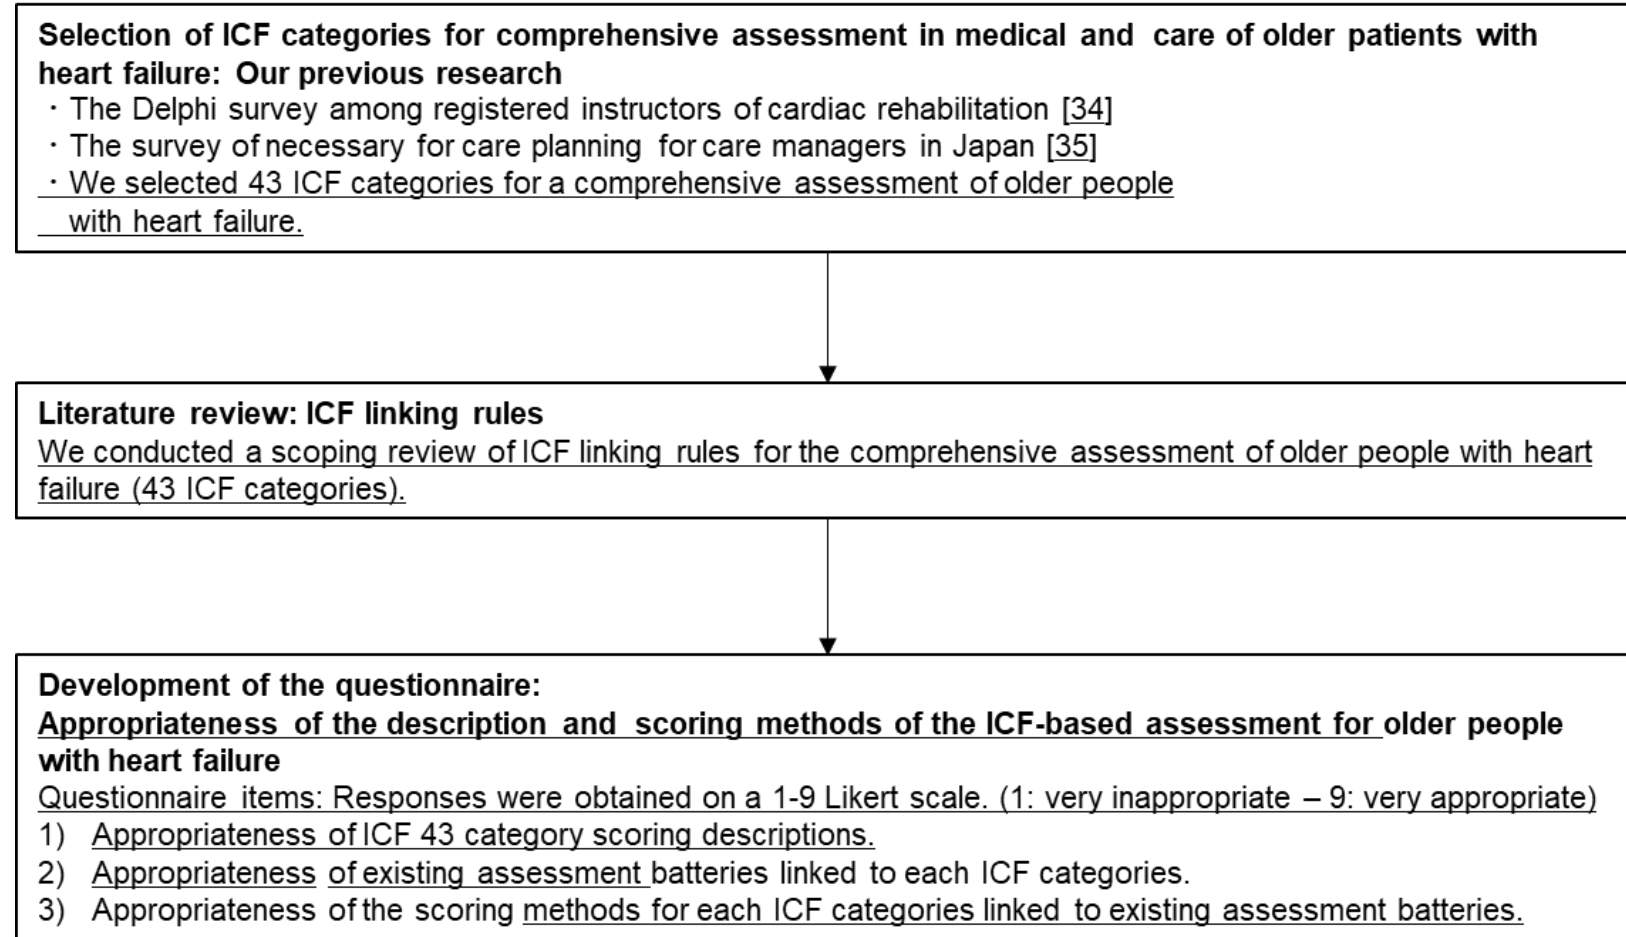 Selection of ICF categories for comprehensive assessment in medical and care of older patients with
heart failure: Our previous research
・The Delphi survey among registered instructors of cardiac rehabilitation [34]
・The survey of necessary for care planning for care managers in Japan [35]
・We selected 43 ICF categories for a comprehensive assessment of older people
with heart failure.
Literature review: ICF linking rules
We conducted a scoping review of ICF linking rules for the comprehensive assessment of older people with heart
failure (43 ICF categories).
Development of the questionnaire:
Appropriateness of the description and scoring methods of the ICF-based assessment for older people
with heart failure
Questionnaire items: Responses were obtained on a 1-9 Likert scale. (1: very inappropriate – 9: very appropriate)
1) Appropriateness of ICF 43 category scoring descriptions.
2) Appropriateness of existing assessment batteries linked to each ICF categories.
3) Appropriateness of the scoring methods for each ICF categories linked to existing assessment batteries.